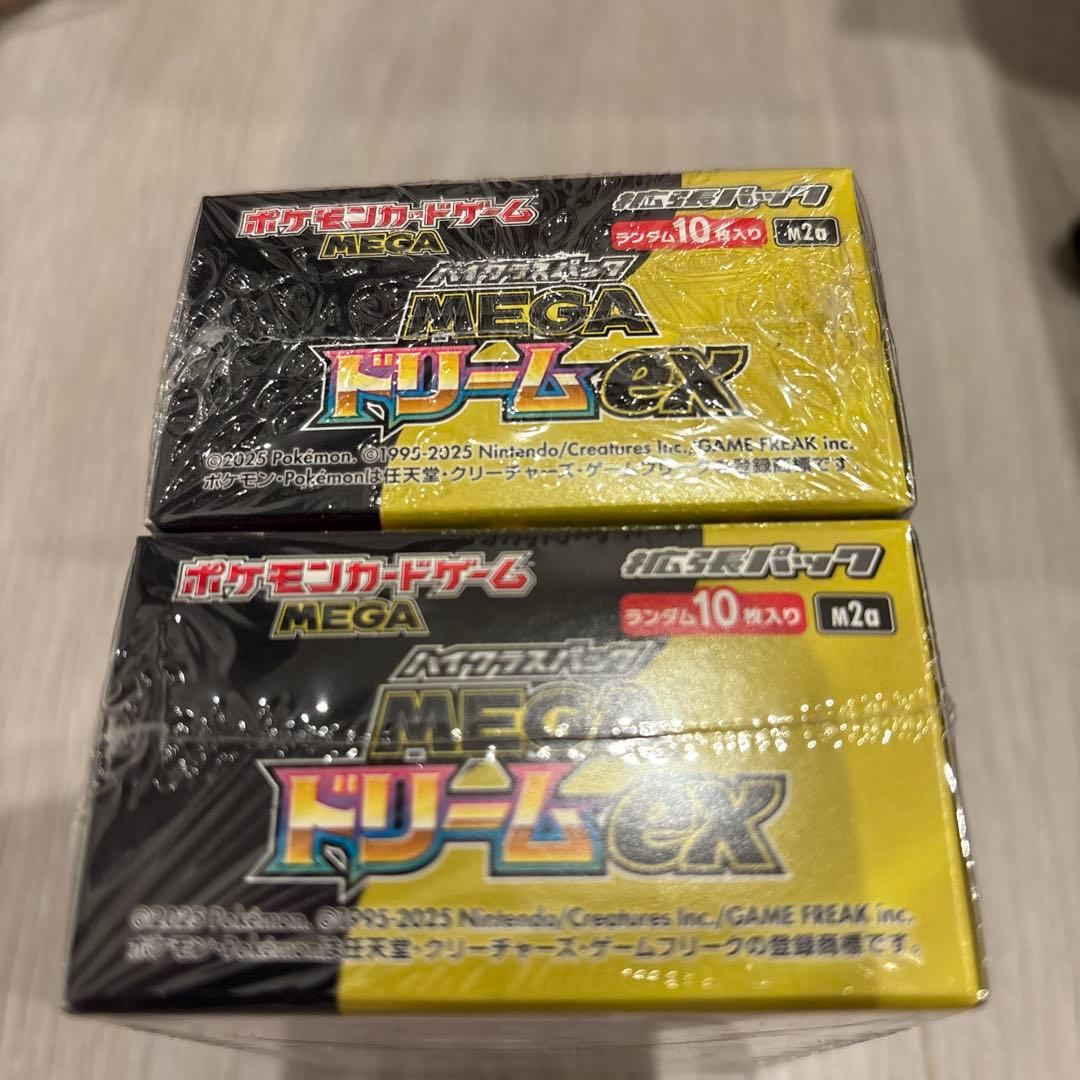 ポケモンカードゲーム
MEGA
拡張パック
ランダム10枚入り
M2a
ハイクラスパック
MEGA
ドリームex
©2025 Pokémon. ©1995-2025 Nintendo/Creatures Inc./GAME FREAK inc.
ポケモン・Pokémonは任天堂・クリーチャーズ・ゲームフリークの登録商標です。
ポケモンカードゲーム
MEGA
拡張パック
ランダム10枚入り
M2a
ハイクラスパック
MEGA
ドリームex
©2025 Pokémon. ©1995-2025 Nintendo/Creatures Inc./GAME FREAK inc.
ポケモン・Pokémonは任天堂・クリーチャーズ・ゲームフリークの登録商標です。